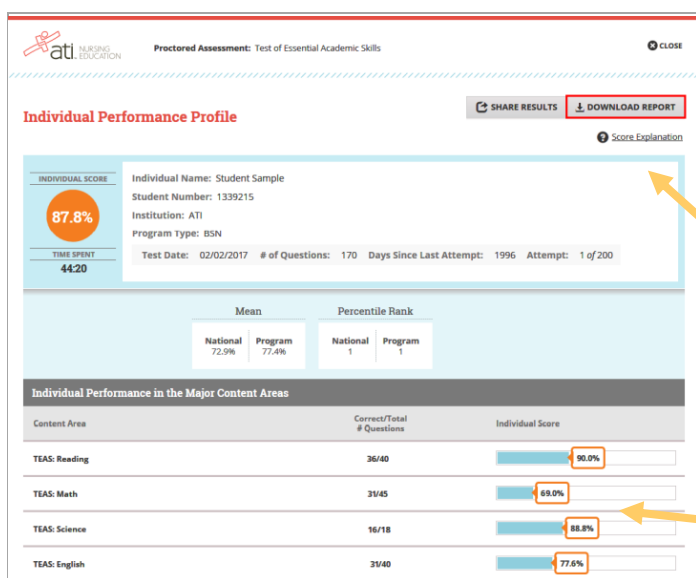 ati NURSING EDUCATION
Proctored Assessment: Test of Essential Academic Skills
CLOSE
Individual Performance Profile
SHARE RESULTS
DOWNLOAD REPORT
Score Explanation
INDIVIDUAL SCORE
87.8%
TIME SPENT
44:20
Individual Name: Student Sample
Student Number: 1339215
Institution: ATI
Program Type: BSN
Test Date: 02/02/2017 # of Questions: 170 Days Since Last Attempt: 1996 Attempt: 1 of 200
Mean Percentile Rank
National Program National Program
72.9% 77.4% 1 1
Individual Performance in the Major Content Areas
Content Area Correct/Total # Questions Individual Score
TEAS: Reading 36/40 90.0%
TEAS: Math 31/45 69.0%
TEAS: Science 16/18 88.8%
TEAS: English 31/40 77.6%